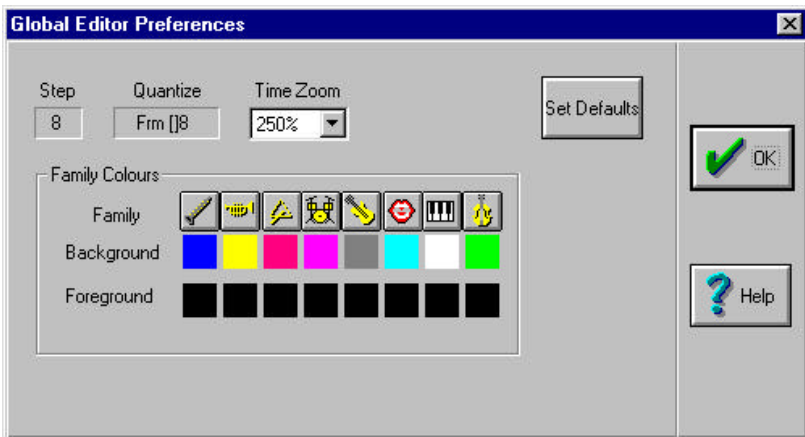 Global Editor Preferences
Step Quantize Time Zoom
8 Frm []8 250%
Set Defaults
OK
Family Colours
Family
Background
Foreground
Help